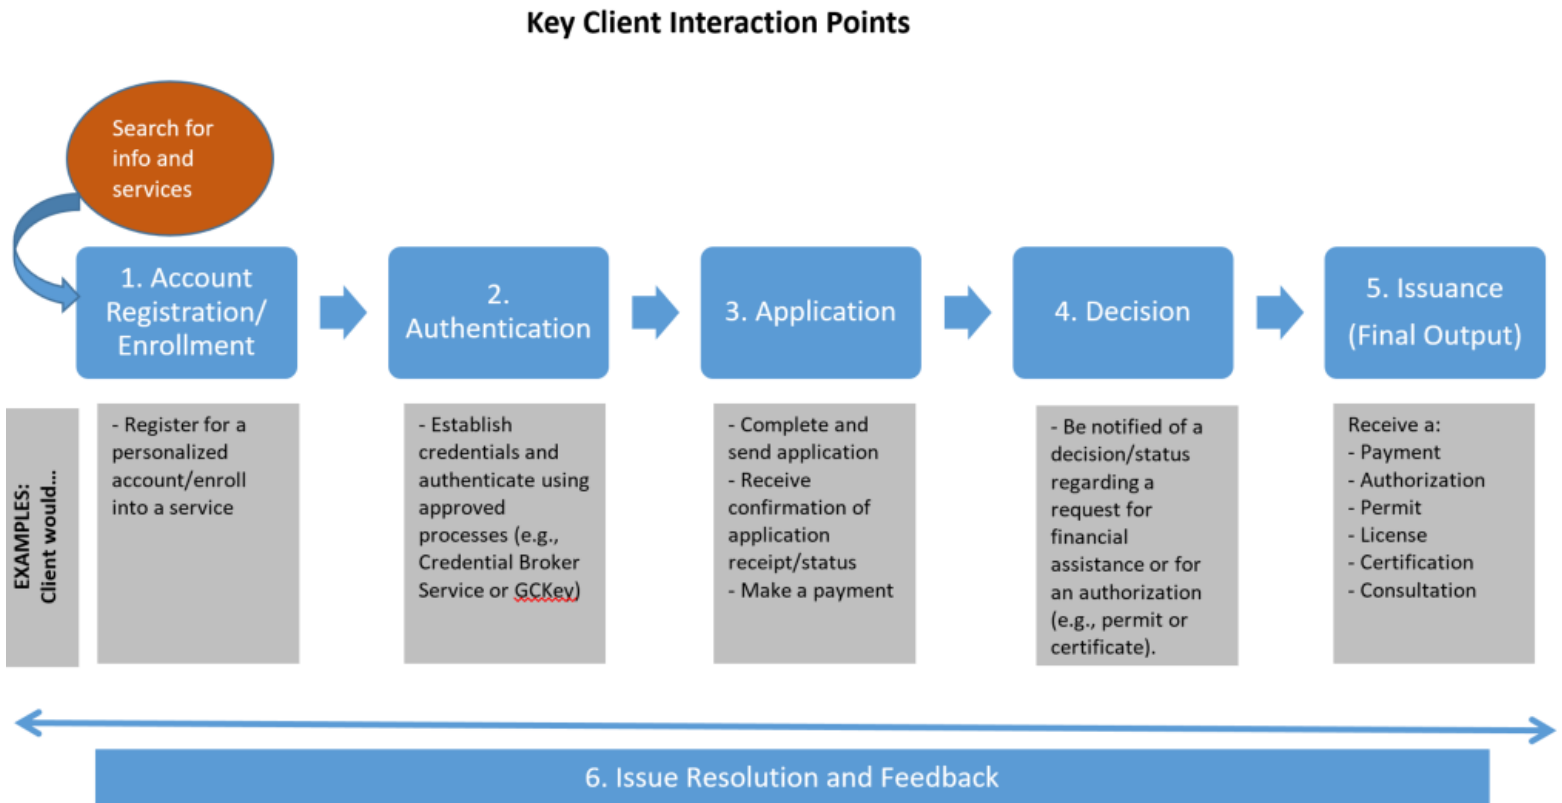 Key Client Interaction Points
Search for
info and
services
1. Account
Registration/
Enrollment
2.
Authentication
3. Application
4. Decision
5. Issuance
(Final Output)
EXAMPLES:
Client would...
- Register for a
personalized
account/enroll
into a service
- Establish
credentials and
authenticate using
approved
processes (e.g.,
Credential Broker
Service or GCKey)
- Complete and
send application
- Receive
confirmation of
application
receipt/status
- Make a payment
- Be notified of a
decision/status
regarding a
request for
financial
assistance or for
an authorization
(e.g., permit or
certificate).
Receive a:
- Payment
- Authorization
- Permit
- License
- Certification
- Consultation
6. Issue Resolution and Feedback